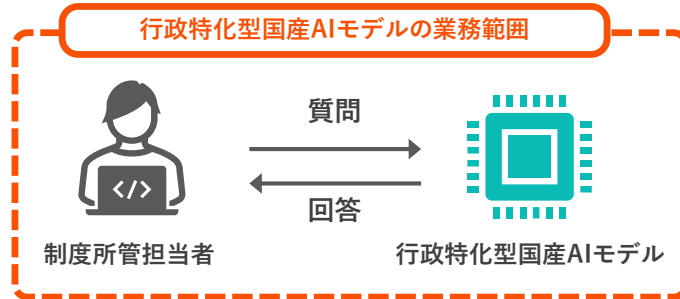 行政特化型国産AIモデルの業務範囲
質問
</>
回答
制度所管担当者
行政特化型国産AIモデル